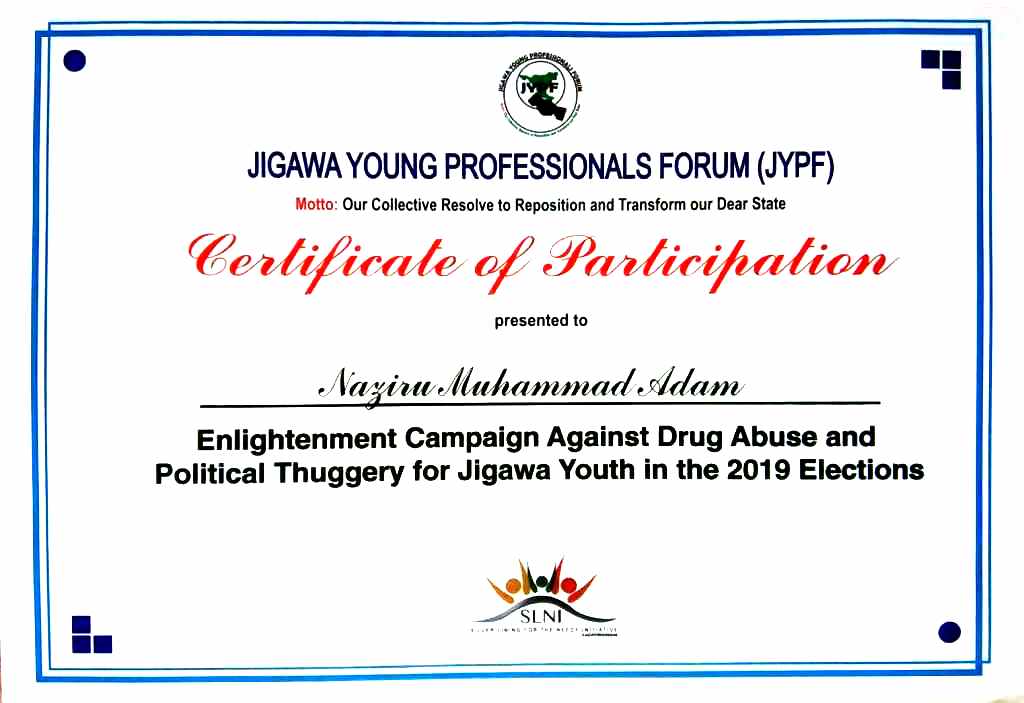 JIGAWA YOUNG PROFESSIONALS FORUM
JYPF
JIGAWA YOUNG PROFESSIONALS FORUM (JYPF)
Motto: Our Collective Resolve to Reposition and Transform our Dear State
Certificate of Participation
presented to
Naziru Muhammad Adam
Enlightenment Campaign Against Drug Abuse and
Political Thuggery for Jigawa Youth in the 2019 Elections
SLNI
SILVER LINING FOR THE NEEDY INITIATIVE